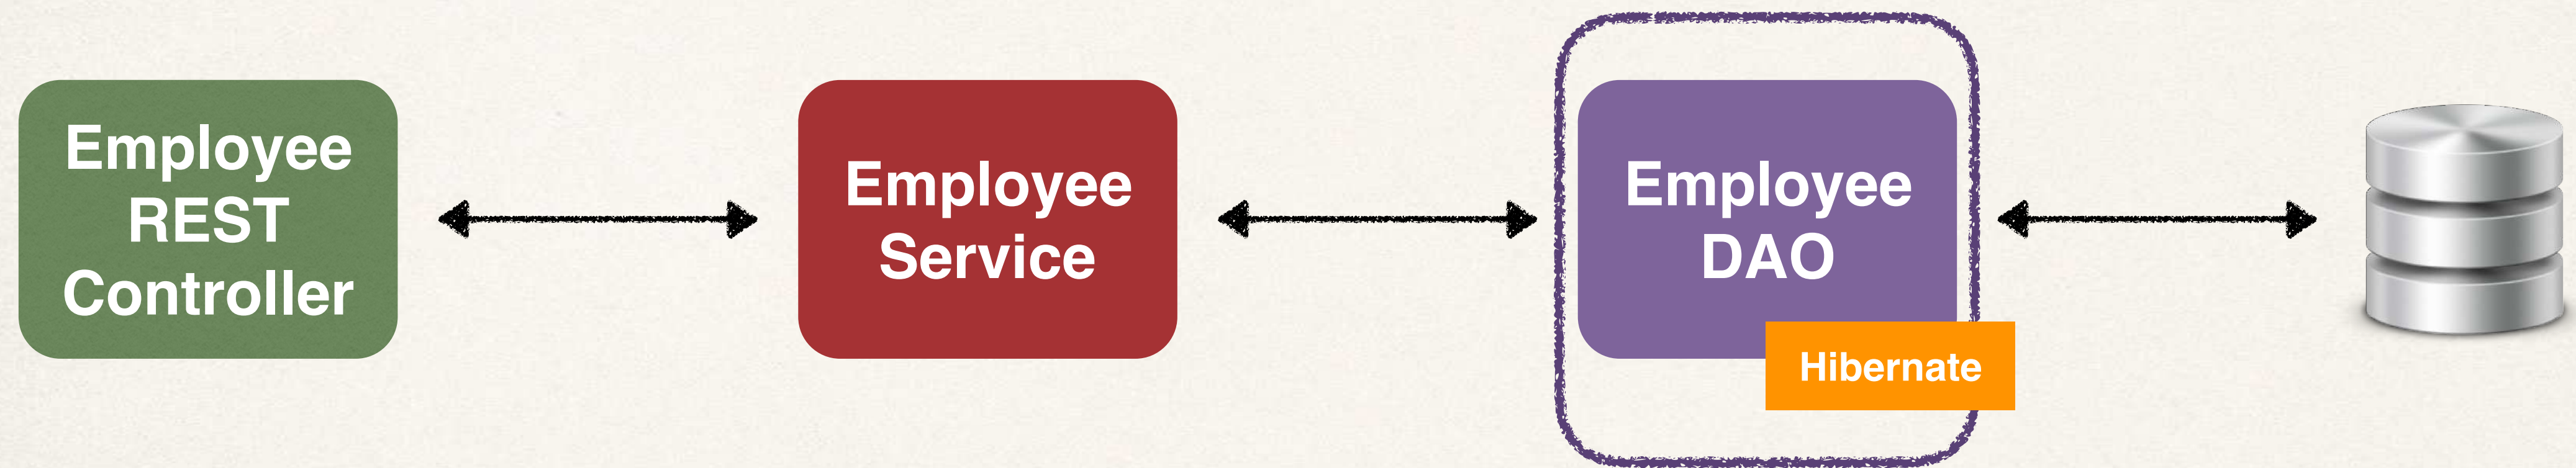 Employee
REST
Controller
Employee
Service
Employee
DAO
Hibernate